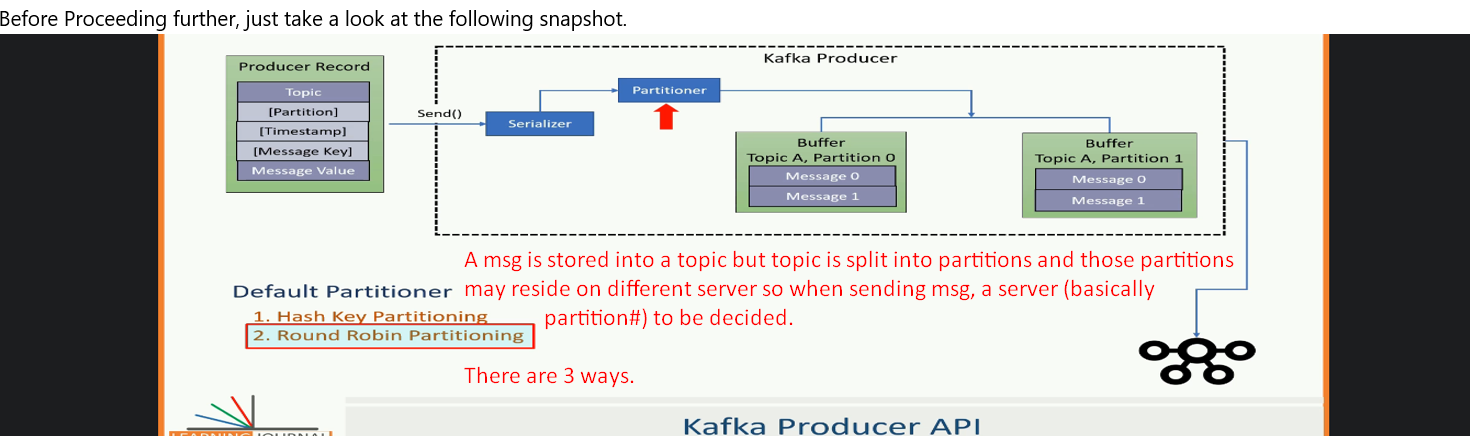 Before Proceeding further, just take a look at the following snapshot.
Producer Record
Topic
[Partition]
[Timestamp]
[Message Key]
Message Value
Send()
Kafka Producer
Serializer
Partitioner
Buffer
Topic A, Partition 0
Message 0
Message 1
Buffer
Topic A, Partition 1
Message 0
Message 1
A msg is stored into a topic but topic is split into partitions and those partitions
may reside on different server so when sending msg, a server (basically
partition#) to be decided.
Default Partitioner
1. Hash Key Partitioning
2. Round Robin Partitioning
There are 3 ways.
LEARNING JOURNAL
Kafka Producer API